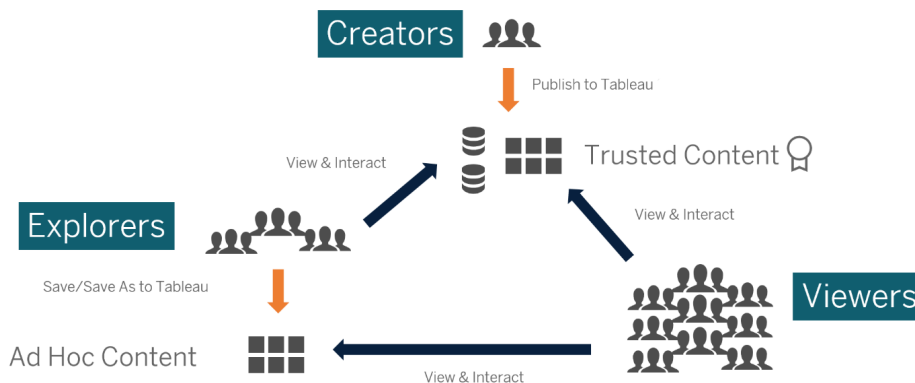 Creators
Publish to Tableau
Trusted Content
View & Interact
View & Interact
Explorers
Save/Save As to Tableau
Viewers
Ad Hoc Content
View & Interact